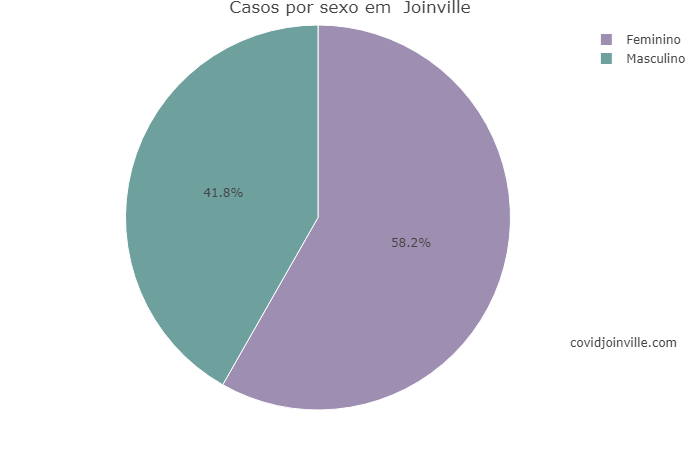 Casos por sexo em  Joinville
Feminino
Masculino
41.8%
58.2%
covidjoinville.com